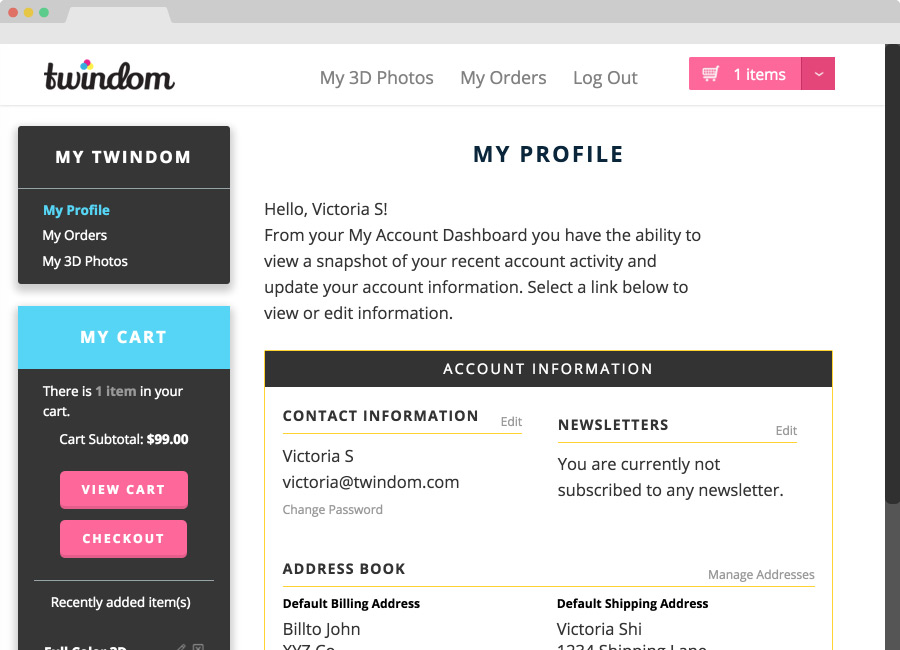 twindom
My 3D Photos
My Orders
Log Out
1 items
MY TWINDOM
My Profile
My Orders
My 3D Photos
MY CART
There is 1 item in your
cart.
Cart Subtotal: $99.00
VIEW CART
CHECKOUT
Recently added item(s)
Full Color 3D
MY PROFILE
Hello, Victoria S!
From your My Account Dashboard you have the ability to
view a snapshot of your recent account activity and
update your account information. Select a link below to
view or edit information.
ACCOUNT INFORMATION
CONTACT INFORMATION
Edit
Victoria S
victoria@twindom.com
Change Password
NEWSLETTERS
Edit
You are currently not
subscribed to any newsletter.
ADDRESS BOOK
Manage Addresses
Default Billing Address
Billto John
XYZ Co
Default Shipping Address
Victoria Shi
1234 Shipping Lane